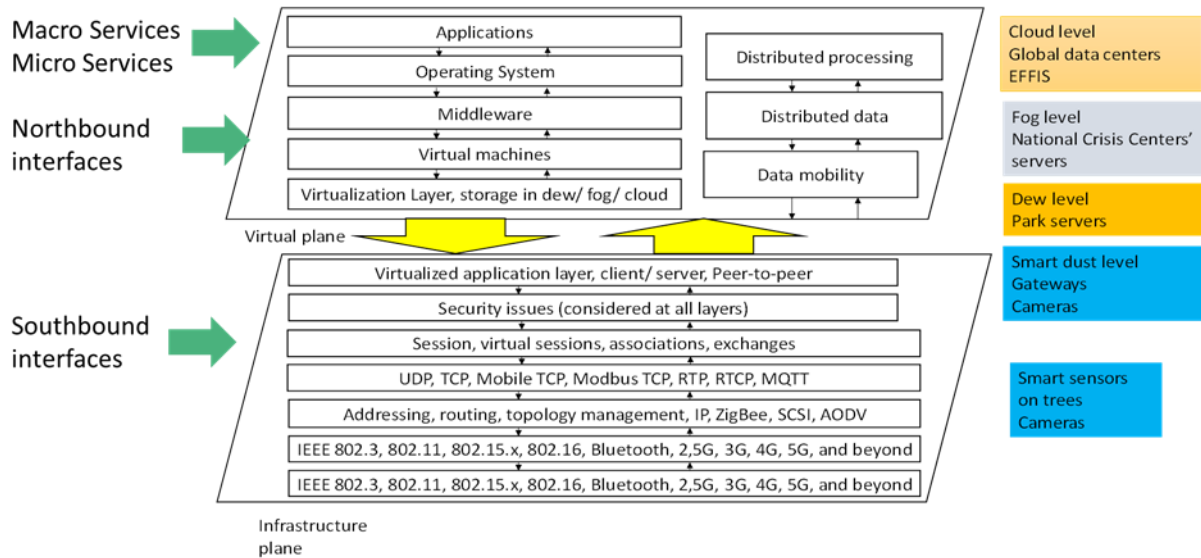 Macro Services
Micro Services
Northbound
interfaces
Southbound
interfaces
Applications
Operating System
Middleware
Virtual machines
Virtualization Layer, storage in dew/ fog/ cloud
Distributed processing
Distributed data
Data mobility
Virtual plane
Virtualized application layer, client/ server, Peer-to-peer
Security issues (considered at all layers)
Session, virtual sessions, associations, exchanges
UDP, TCP, Mobile TCP, Modbus TCP, RTP, RTCP, MQTT
Addressing, routing, topology management, IP, ZigBee, SCSI, AODV
IEEE 802.3, 802.11, 802.15.x, 802.16, Bluetooth, 2,5G, 3G, 4G, 5G, and beyond
IEEE 802.3, 802.11, 802.15.x, 802.16, Bluetooth, 2,5G, 3G, 4G, 5G, and beyond
Infrastructure
plane
Cloud level
Global data centers
EFFIS
Fog level
National Crisis Centers’
servers
Dew level
Park servers
Smart dust level
Gateways
Cameras
Smart sensors
on trees
Cameras